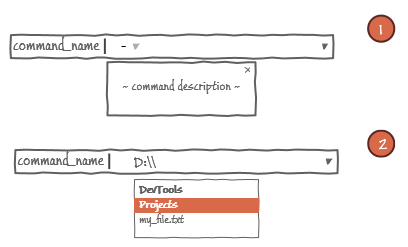 1
command_name | - ▾ ▾
× 
~ command description ~
2
command_name | D:\\ ▾
DevTools
Projects
my_file.txt